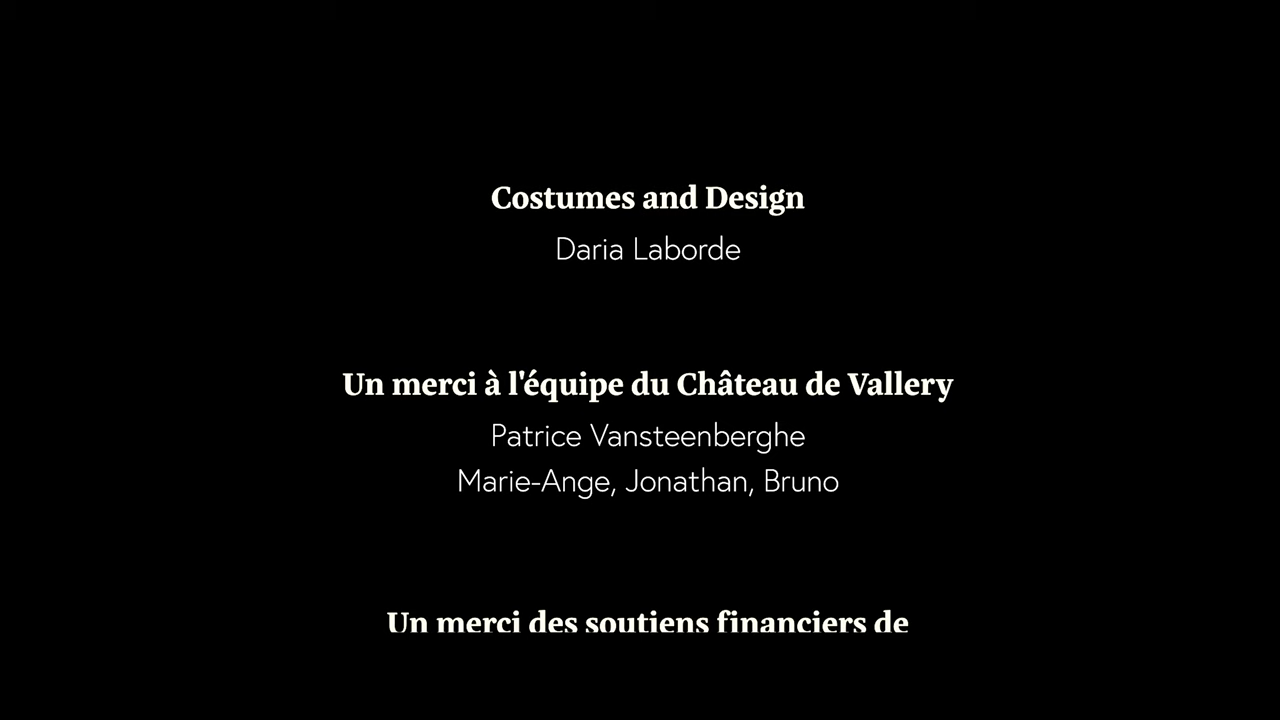 Costumes and Design
Daria Laborde
Un merci à l'équipe du Château de Vallery
Patrice Vansteenberghe
Marie-Ange, Jonathan, Bruno
Un merci des soutiens financiers de